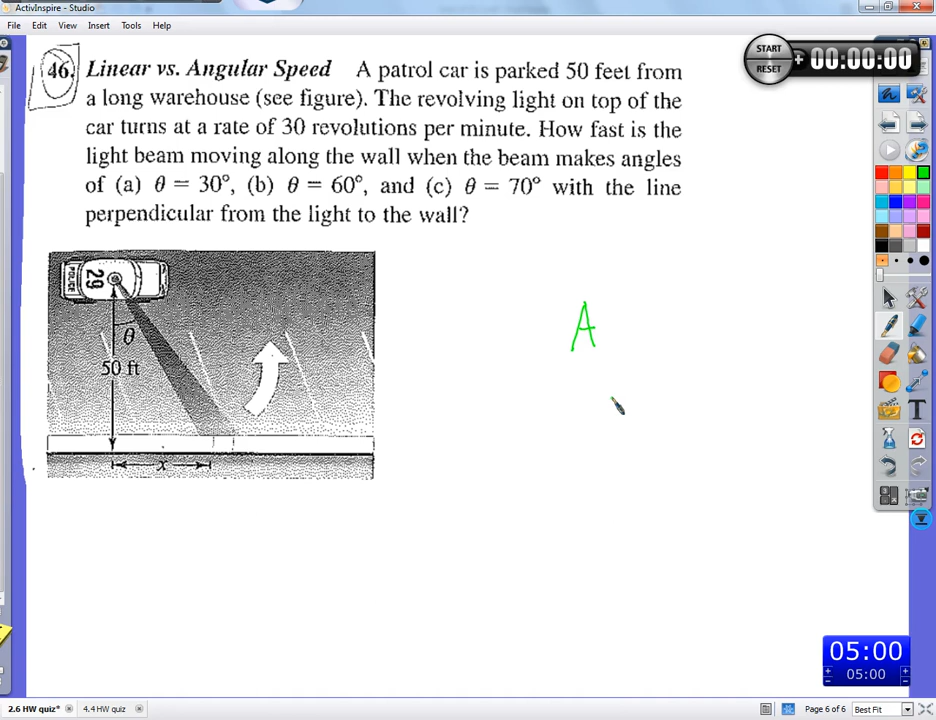 ActivInspire - Studio
File Edit View Insert Tools Help
START
RESET
00:00:00
46. Linear vs. Angular Speed A patrol car is parked 50 feet from
a long warehouse (see figure). The revolving light on top of the
car turns at a rate of 30 revolutions per minute. How fast is the
light beam moving along the wall when the beam makes angles
of (a) θ = 30°, (b) θ = 60°, and (c) θ = 70° with the line
perpendicular from the light to the wall?
POLICE
29
θ
50 ft
x
A
05:00
05:00
2.6 HW quiz* 4.4 HW quiz
Page 6 of 6 Best Fit